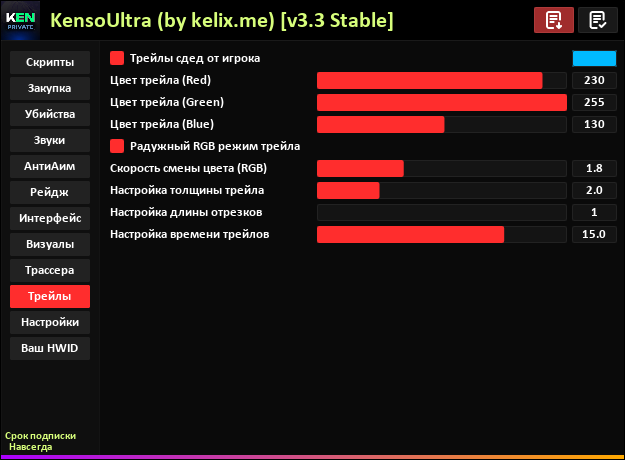 KEN
PRIVATE
KensoUltra (by kelix.me) [v3.3 Stable]
Скрипты
Закупка
Убийства
Звуки
АнтиАим
Рейдж
Интерфейс
Визуалы
Трассера
Трейлы
Настройки
Ваш HWID
Срок подписки
Навсегда
Трейлы сдед от игрока
Цвет трейла (Red) 230
Цвет трейла (Green) 255
Цвет трейла (Blue) 130
Радужный RGB режим трейла
Скорость смены цвета (RGB) 1.8
Настройка толщины трейла 2.0
Настройка длины отрезков 1
Настройка времени трейлов 15.0